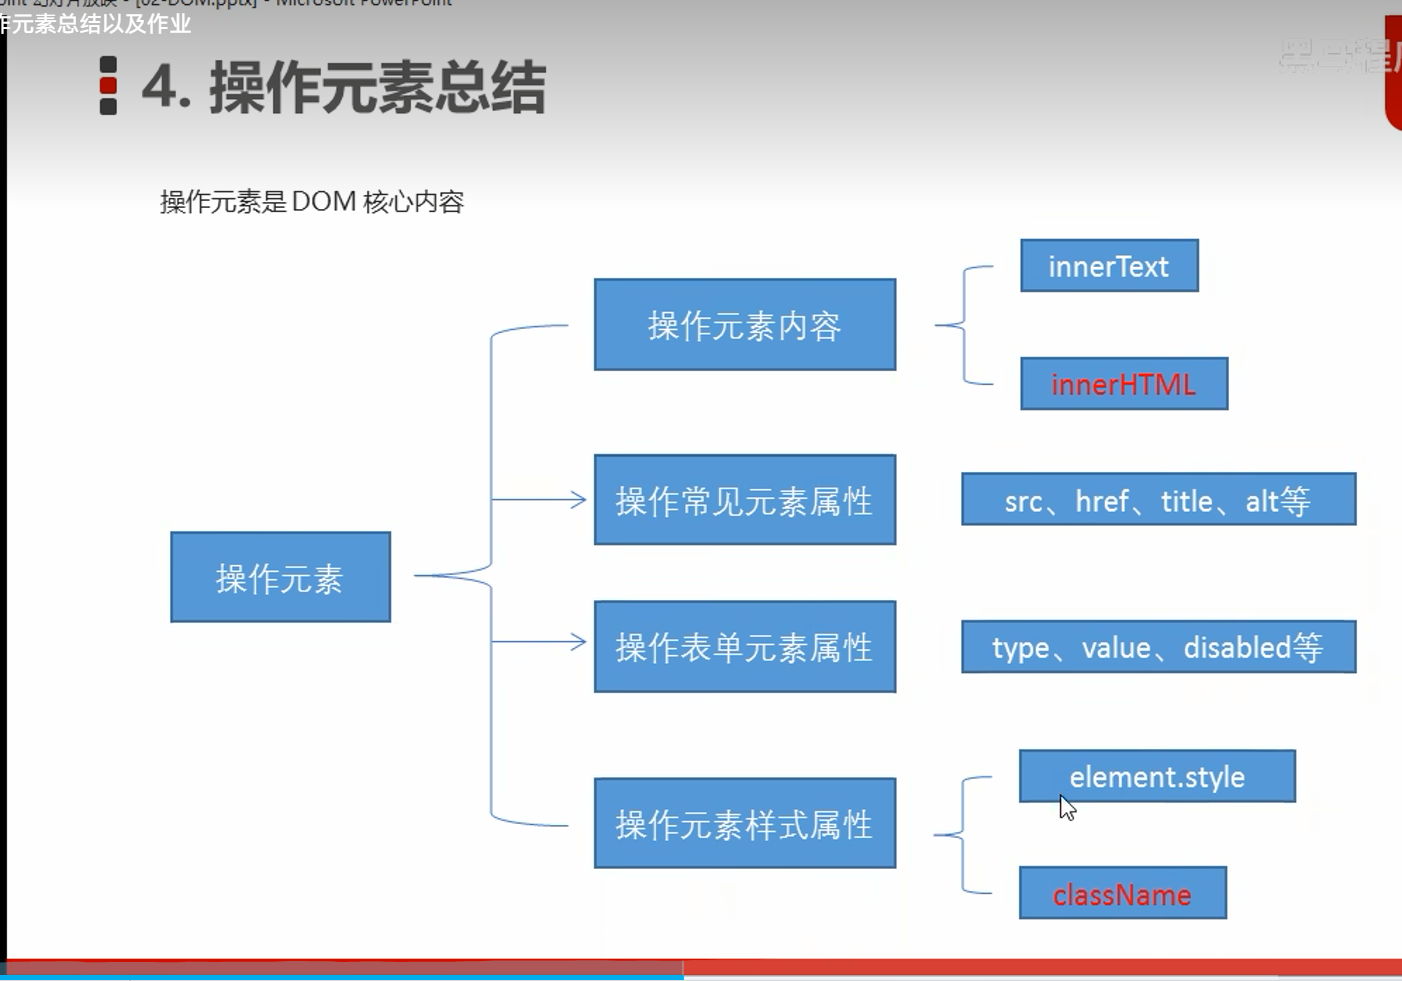 [02-DOM.pptx] - Microsoft PowerPoint
作元素总结以及作业
4. 操作元素总结
黑马程
操作元素是 DOM 核心内容
innerText
操作元素内容
innerHTML
操作常见元素属性
src、href、title、alt等
操作元素
操作表单元素属性
type、value、disabled等
element.style
操作元素样式属性
className